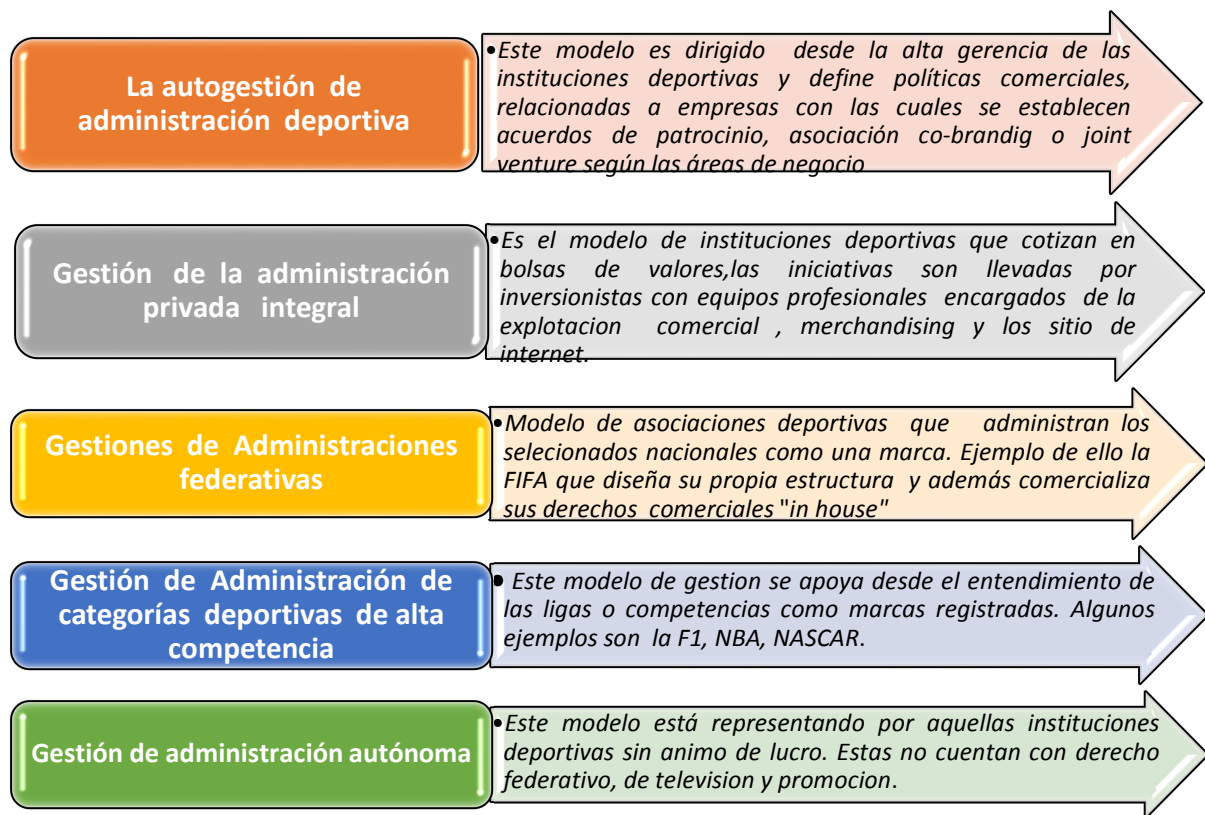 La autogestión de
administración deportiva
•Este modelo es dirigido desde la alta gerencia de las
instituciones deportivas y define políticas comerciales,
relacionadas a empresas con las cuales se establecen
acuerdos de patrocinio, asociación co-brandig o joint
venture según las áreas de negocio
Gestión de la administración
privada integral
•Es el modelo de instituciones deportivas que cotizan en
bolsas de valores,las iniciativas son llevadas por
inversionistas con equipos profesionales encargados de la
explotacion comercial , merchandising y los sitio de
internet.
Gestiones de Administraciones
federativas
•Modelo de asociaciones deportivas que administran los
selecionados nacionales como una marca. Ejemplo de ello la
FIFA que diseña su propia estructura y además comercializa
sus derechos comerciales "in house"
Gestión de Administración de
categorías deportivas de alta
competencia
• Este modelo de gestion se apoya desde el entendimiento de
las ligas o competencias como marcas registradas. Algunos
ejemplos son la F1, NBA, NASCAR.
Gestión de administración autónoma
•Este modelo está representando por aquellas instituciones
deportivas sin animo de lucro. Estas no cuentan con derecho
federativo, de television y promocion.